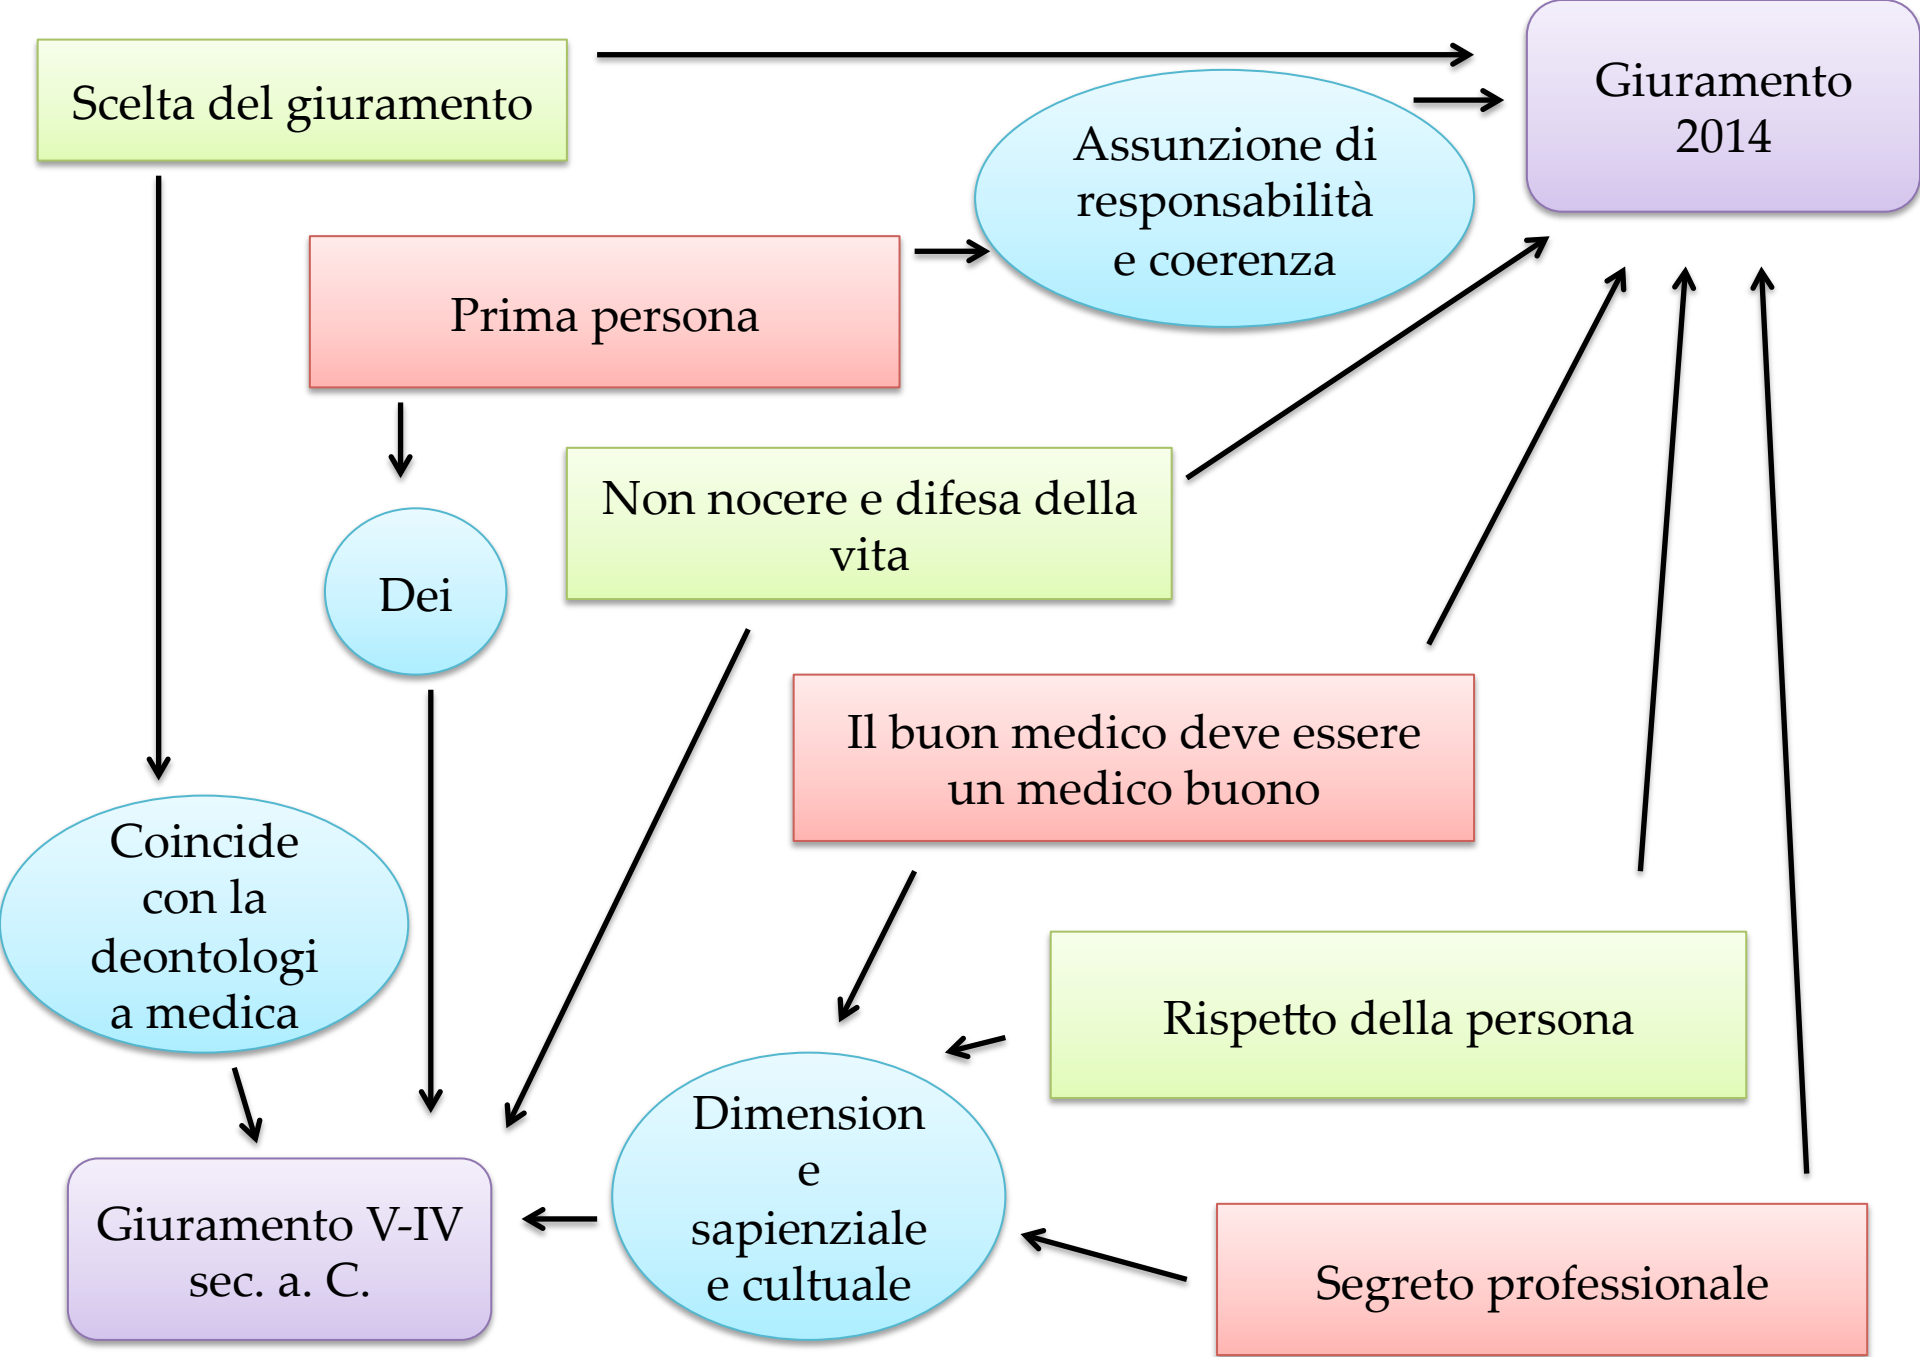 Scelta del giuramento
Giuramento
2014
Assunzione di
responsabilità
e coerenza
Prima persona
Non nocere e difesa della
vita
Dei
Il buon medico deve essere
un medico buono
Coincide
con la
deontologi
a medica
Rispetto della persona
Dimension
e
sapienziale
e cultuale
Giuramento V-IV
sec. a. C.
Segreto professionale